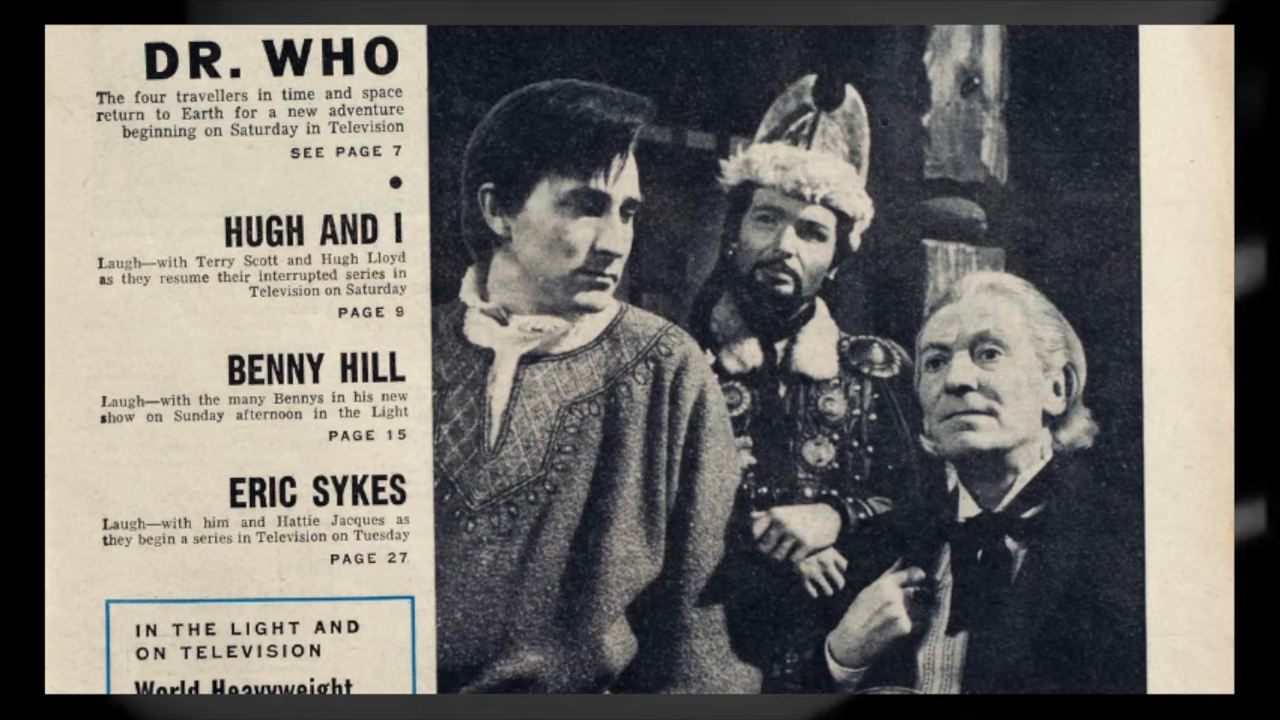 DR. WHO
The four travellers in time and space
return to Earth for a new adventure
beginning on Saturday in Television
SEE PAGE 7
HUGH AND I
Laugh—with Terry Scott and Hugh Lloyd
as they resume their interrupted series in
Television on Saturday
PAGE 9
BENNY HILL
Laugh—with the many Bennys in his new
show on Sunday afternoon in the Light
PAGE 15
ERIC SYKES
Laugh—with him and Hattie Jacques as
they begin a series in Television on Tuesday
PAGE 27
IN THE LIGHT AND
ON TELEVISION
World Heavyweight